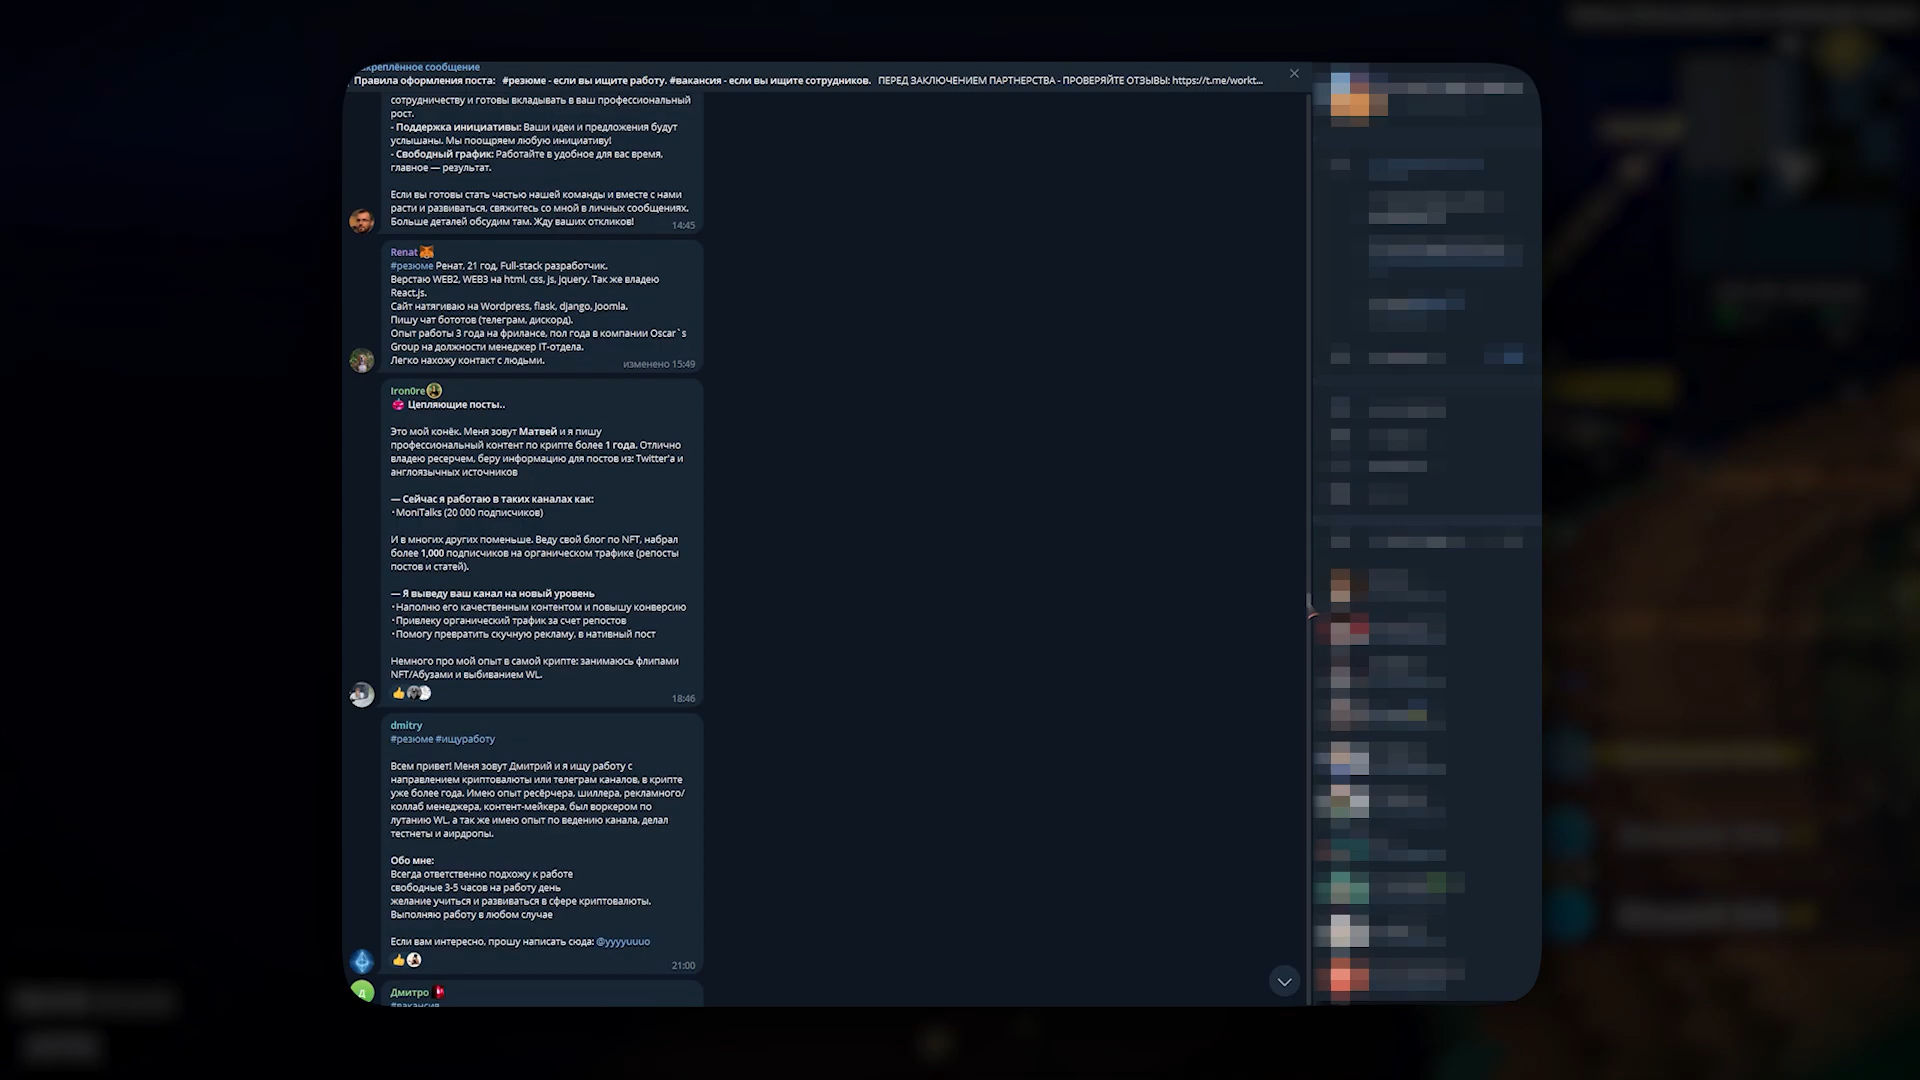 креплённое сообщение
Правила оформления поста: #резюме - если вы ищите работу. #вакансия - если вы ищите сотрудников. ПЕРЕД ЗАКЛЮЧЕНИЕМ ПАРТНЕРСТВА - ПРОВЕРЯЙТЕ ОТЗЫВЫ: https://t.me/workt...
сотрудничеству и готовы вкладывать в ваш профессиональный
рост.
- Поддержка инициативы: Ваши идеи и предложения будут
услышаны. Мы поощряем любую инициативу!
- Свободный график: Работайте в удобное для вас время,
главное — результат.
Если вы готовы стать частью нашей команды и вместе с нами
расти и развиваться, свяжитесь со мной в личных сообщениях.
Больше деталей обсудим там. Жду ваших откликов!
14:45
Renat
#резюме Ренат, 21 год, Full-stack разработчик.
Верстаю WEB2, WEB3 на html, css, js, jquery. Так же владею
React.js.
Сайт натягиваю на Wordpress, flask, django, Joomla.
Пишу чат бототов (телеграм, дискорд).
Опыт работы 3 года на фрилансе, пол года в компании Oscar`s
Group на должности менеджер IT-отдела.
Легко нахожу контакт с людьми.
изменено 15:49
Iron0re
Цепляющие посты..
Это мой конёк. Меня зовут Матвей и я пишу
профессиональный контент по крипте более 1 года. Отлично
владею ресерчем, беру информацию для постов из: Twitter'a и
англоязычных источников
— Сейчас я работаю в таких каналах как:
• MoniTalks (20 000 подписчиков)
И в многих других поменьше. Веду свой блог по NFT, набрал
более 1,000 подписчиков на органическом трафике (репосты
постов и статей).
— Я выведу ваш канал на новый уровень
• Наполню его качественным контентом и повышу конверсию
• Привлеку органический трафик за счет репостов
• Помогу превратить скучную рекламу, в нативный пост
Немного про мой опыт в самой крипте: занимаюсь флипами
NFT/Абузами и выбиванием WL.
18:46
dmitry
#резюме #ищуработу
Всем привет! Меня зовут Дмитрий и я ищу работу с
направлением криптовалюты или телеграм каналов, в крипте
уже более года. Имею опыт ресёрчера, шиллера, рекламного/
коллаб менеджера, контент-мейкера, был воркером по
лутанию WL. а так же имею опыт по ведению канала, делал
тестнеты и аирдропы.
Обо мне:
Всегда ответственно подхожу к работе
свободные 3-5 часов на работу день
желание учиться и развиваться в сфере криптовалюты.
Выполняю работу в любом случае
Если вам интересно, прошу написать сюда: @yyyyuuuo
21:00
Д
Дмитро
#вакансия